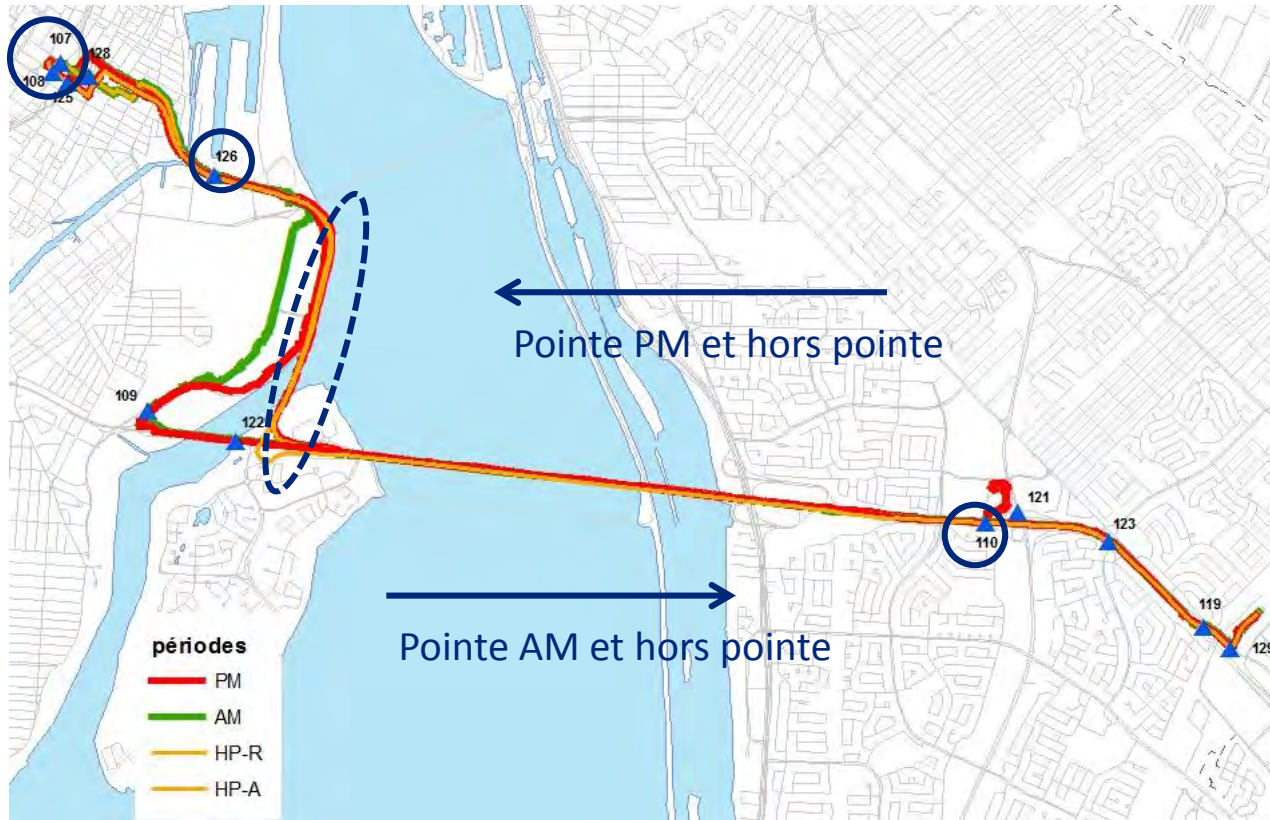 107
128
108
125
126
Pointe PM et hors pointe
109
122
121
110
123
Pointe AM et hors pointe
119
129
périodes
PM
AM
HP-R
HP-A